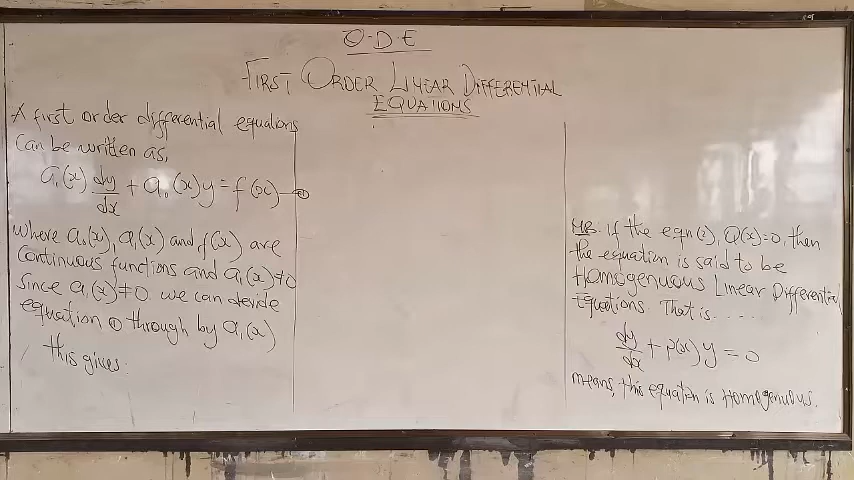 O.D.E
FIRST ORDER LINEAR DIFFERENTIAL
EQUATIONS
A first order differential equations
can be written as,
a₁(x) dy/dx + a₀(x)y = f(x) —①
where a₀(x), a₁(x) and f(x) are
continuous functions and a₁(x)≠0
since a₁(x)≠0 we can devide
equation ① through by a₁(x)
this gives:
NB: if the eqn(2), Q(x)=0, then
the equation is said to be
Homogenuous Linear Differential
Equations. That is.....
dy/dx + p(x)y = 0
means, this equation is Homogenuous.